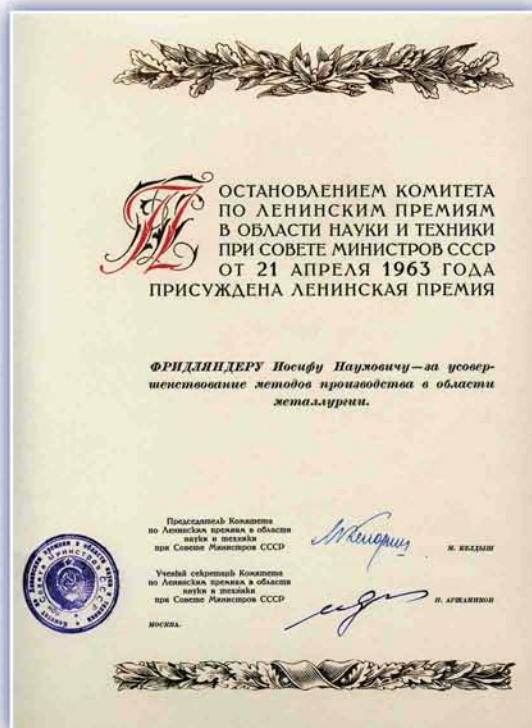 ПОСТАНОВЛЕНИЕМ КОМИТЕТА
ПО ЛЕНИНСКИМ ПРЕМИЯМ
В ОБЛАСТИ НАУКИ И ТЕХНИКИ
ПРИ СОВЕТЕ МИНИСТРОВ СССР
ОТ 21 АПРЕЛЯ 1963 ГОДА
ПРИСУЖДЕНА ЛЕНИНСКАЯ ПРЕМИЯ
ФРИДЛЯНДЕРУ Иосифу Наумовичу—за усовер-
шенствование методов производства в области
металлургии.
Председатель Комитета
по Ленинским премиям в области
науки и техники
при Совете Министров СССР
М. КЕЛДЫШ
Ученый секретарь Комитета
по Ленинским премиям в области
науки и техники
при Совете Министров СССР
Н. АРЖАНИКОВ
МОСКВА.